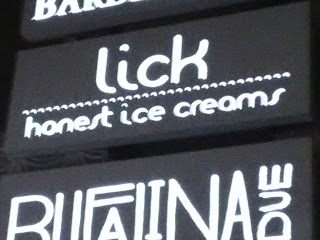 lick
honest ice creams
BUFALINA
DUE